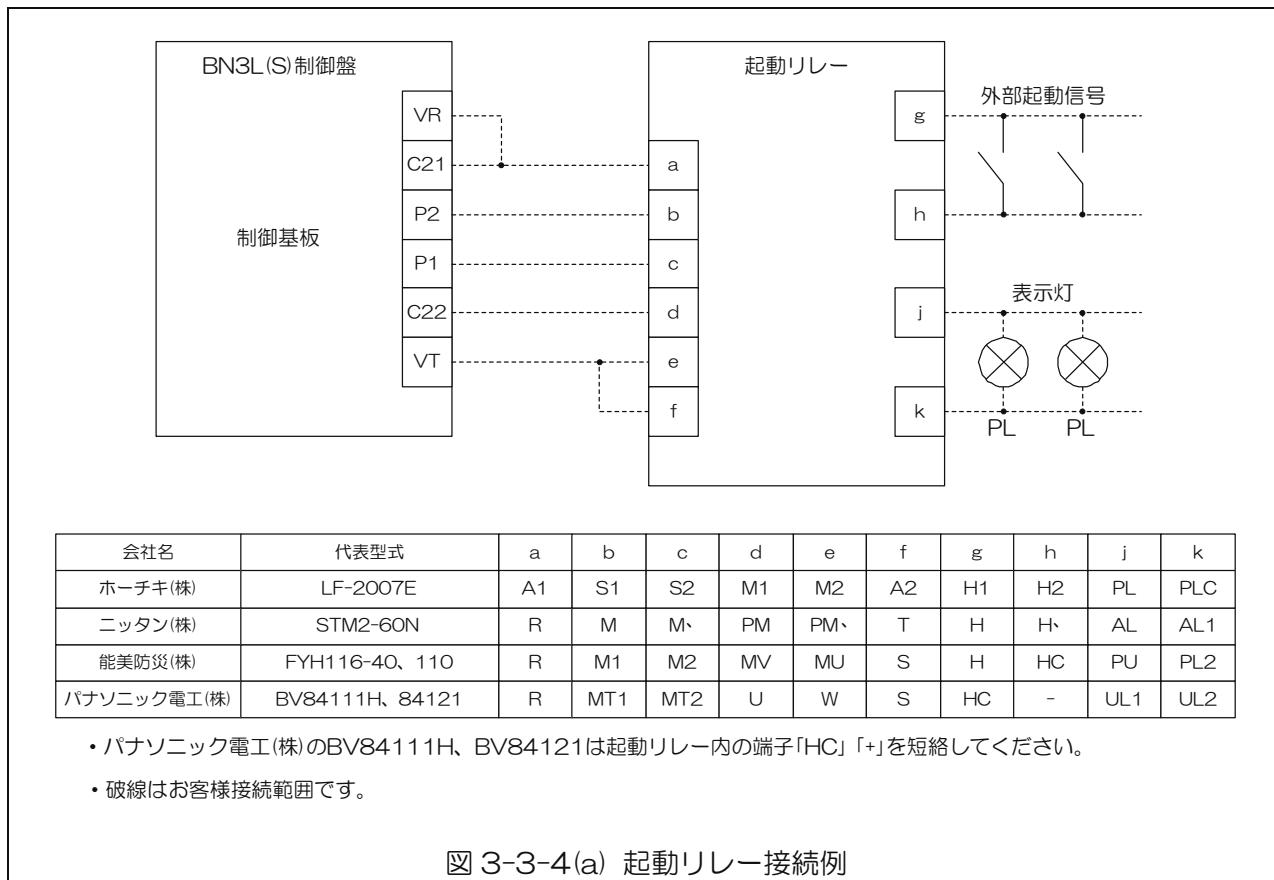 BN3L(S)制御盤
制御基板
VR
C21
P2
P1
C22
VT
起動リレー
a
b
c
d
e
f
g
h
j
k
外部起動信号
表示灯
PL PL
会社名 代表型式 a b c d e f g h j k
ホーチキ(株) LF-2007E A1 S1 S2 M1 M2 A2 H1 H2 PL PLC
ニッタン(株) STM2-60N R M M、 PM PM、 T H H、 AL AL1
能美防災(株) FYH116-40、110 R M1 M2 MV MU S H HC PU PL2
パナソニック電工(株) BV84111H、84121 R MT1 MT2 U W S HC - UL1 UL2
・パナソニック電工(株)のBV84111H、BV84121は起動リレー内の端子「HC」「+」を短絡してください。
・破線はお客様接続範囲です。
図 3-3-4(a) 起動リレー接続例